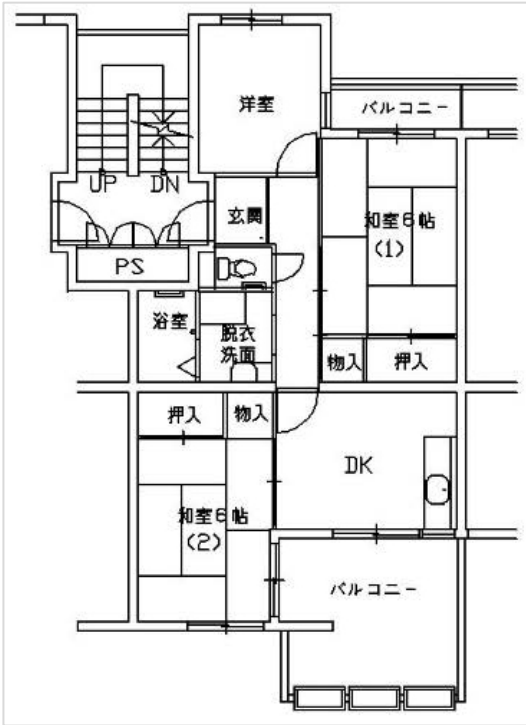 洋室
バルコニー
UP DN
玄関
和室6帖
(1)
PS
浴室
脱衣
洗面
物入
押入
押入
物入
DK
和室6帖
(2)
バルコニー